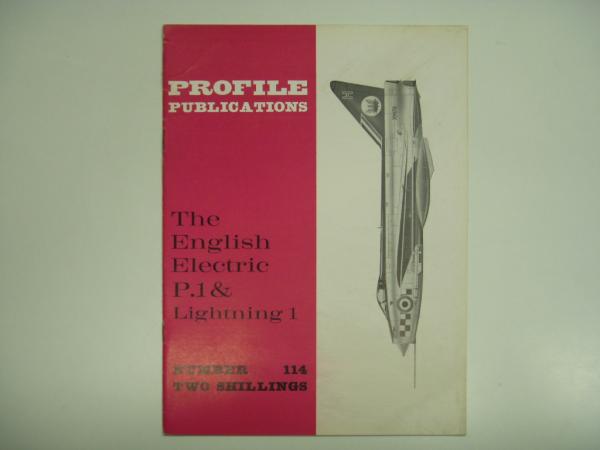 PROFILE
PUBLICATIONS
The
English
Electric
P.1 &
Lightning 1
NUMBER 114
TWO SHILLINGS